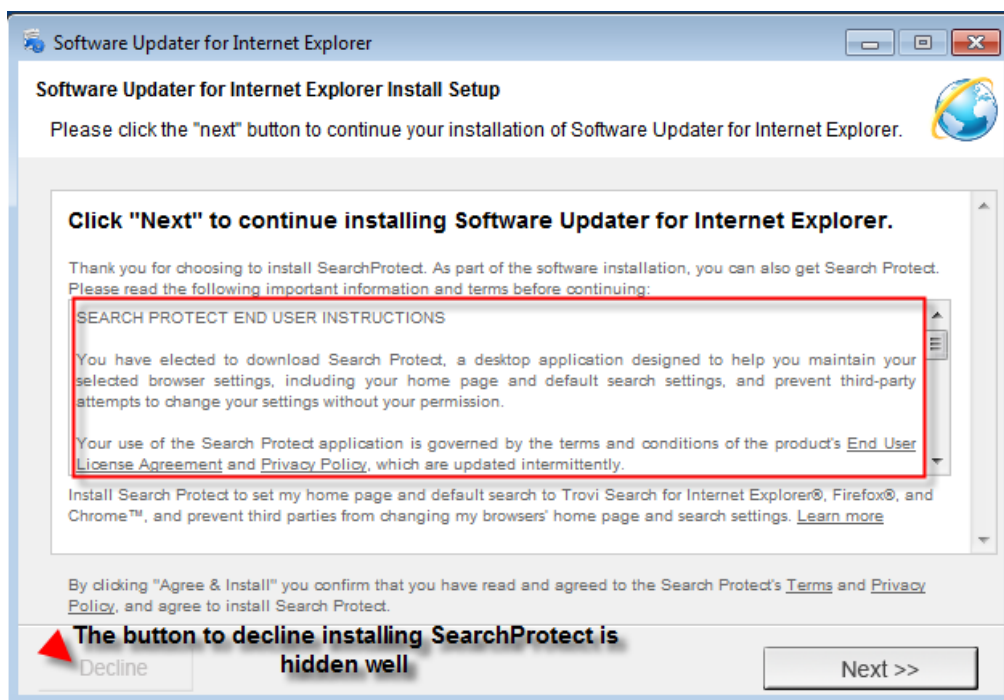 Software Updater for Internet Explorer
Software Updater for Internet Explorer Install Setup
Please click the "next" button to continue your installation of Software Updater for Internet Explorer.
Click "Next" to continue installing Software Updater for Internet Explorer.
Thank you for choosing to install SearchProtect. As part of the software installation, you can also get Search Protect.
Please read the following important information and terms before continuing:
SEARCH PROTECT END USER INSTRUCTIONS
You have elected to download Search Protect, a desktop application designed to help you maintain your
selected browser settings, including your home page and default search settings, and prevent third-party
attempts to change your settings without your permission.
Your use of the Search Protect application is governed by the terms and conditions of the product's End User
License Agreement and Privacy Policy, which are updated intermittently.
Install Search Protect to set my home page and default search to Trovi Search for Internet Explorer®, Firefox®, and
Chrome™, and prevent third parties from changing my browsers' home page and search settings. Learn more
By clicking "Agree & Install" you confirm that you have read and agreed to the Search Protect's Terms and Privacy
Policy, and agree to install Search Protect.
The button to decline installing SearchProtect is
hidden well
Decline
Next >>